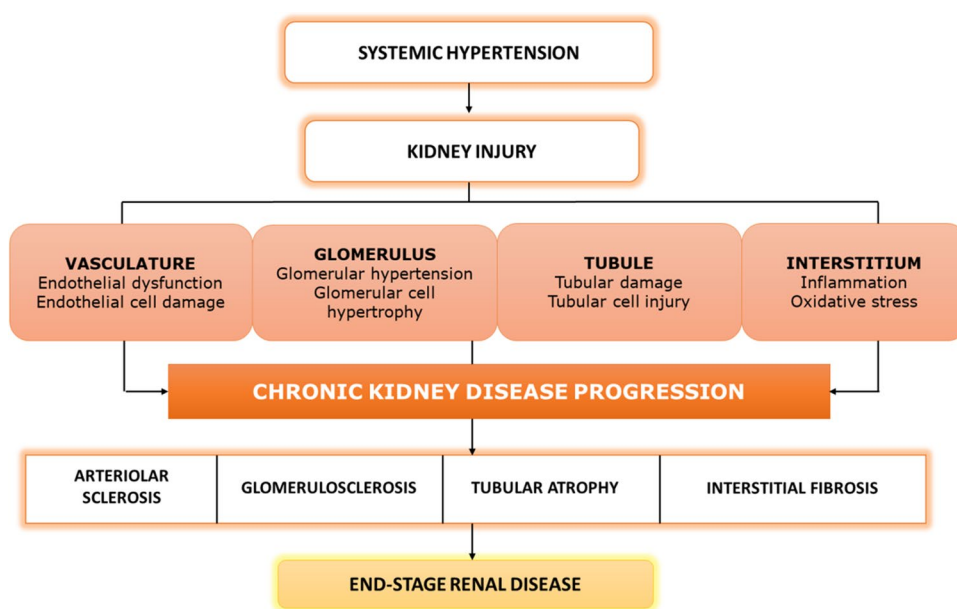 SYSTEMIC HYPERTENSION
KIDNEY INJURY
VASCULATURE
Endothelial dysfunction
Endothelial cell damage
GLOMERULUS
Glomerular hypertension
Glomerular cell
hypertrophy
TUBULE
Tubular damage
Tubular cell injury
INTERSTITIUM
Inflammation
Oxidative stress
CHRONIC KIDNEY DISEASE PROGRESSION
ARTERIOLAR
SCLEROSIS
GLOMERULOSCLEROSIS
TUBULAR ATROPHY
INTERSTITIAL FIBROSIS
END-STAGE RENAL DISEASE